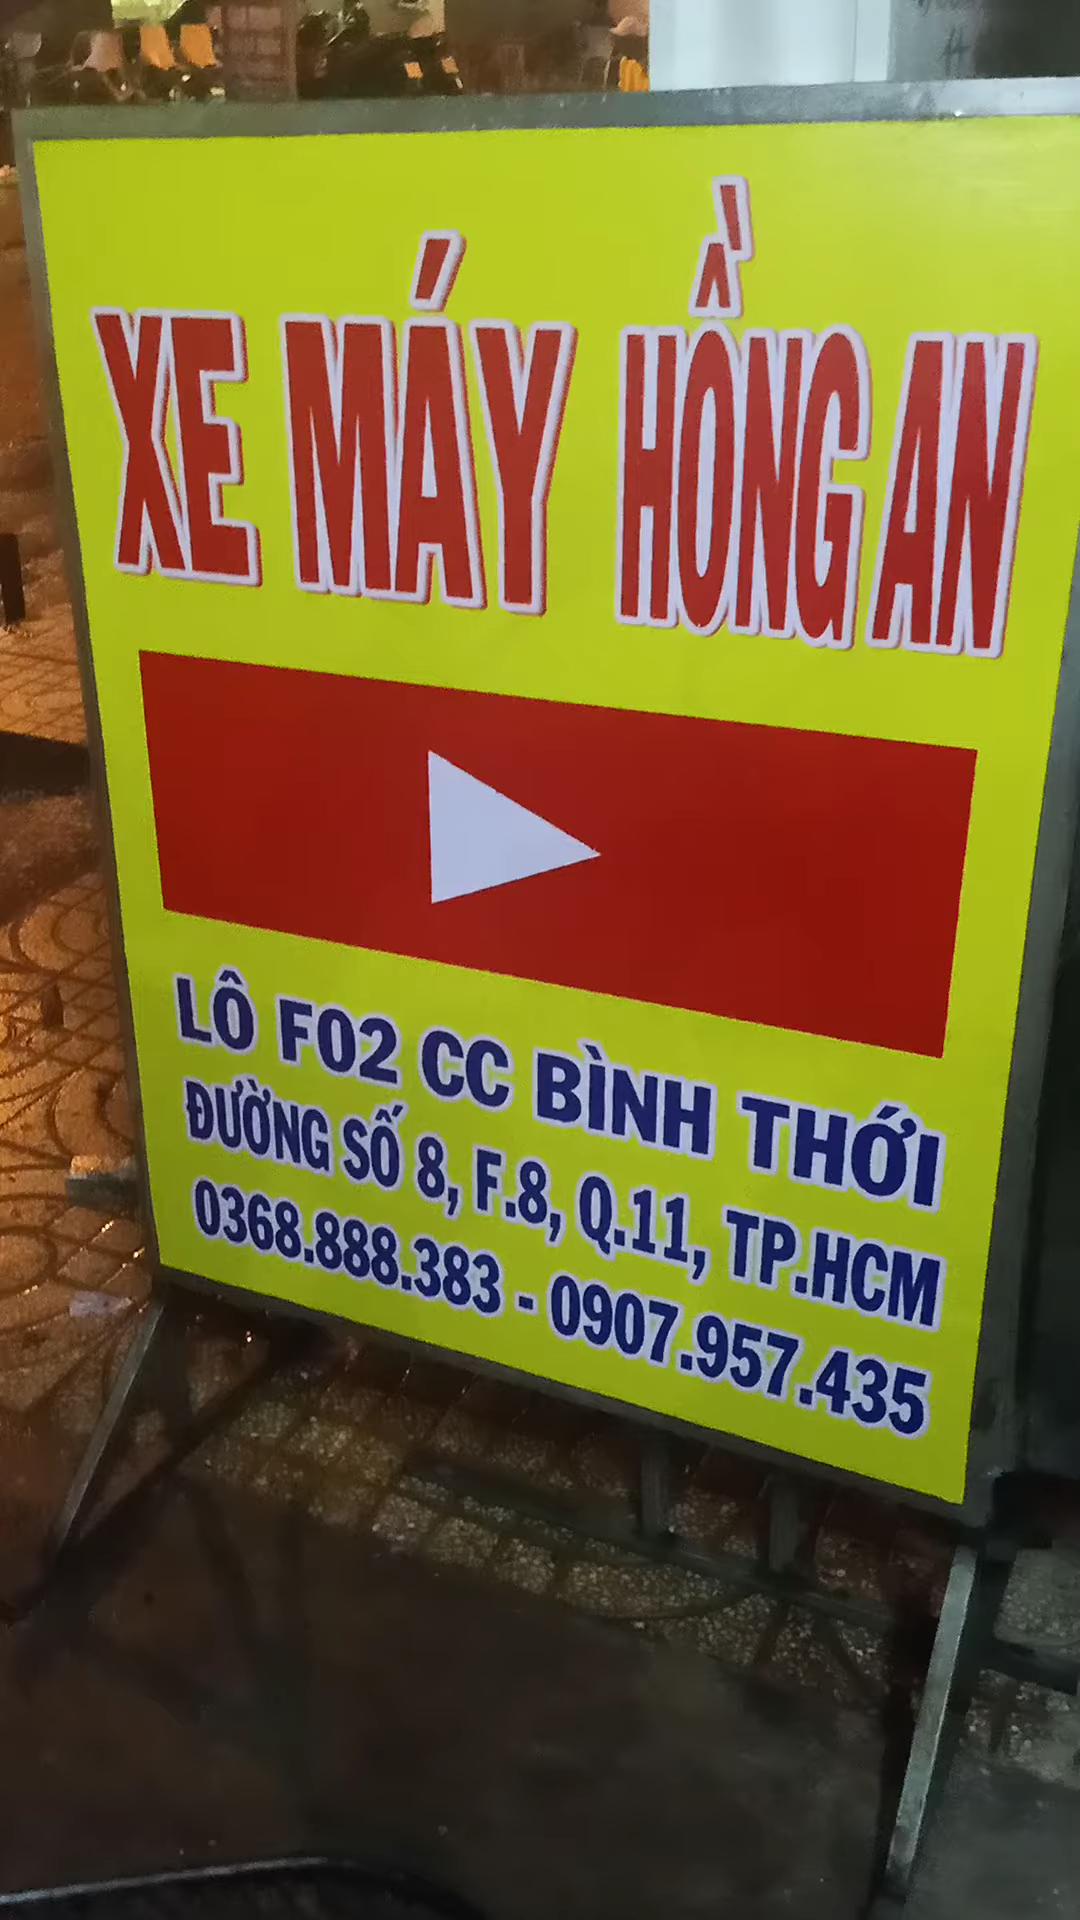 XE MÁY HỒNG AN
LÔ F02 CC BÌNH THỚI
ĐƯỜNG SỐ 8, F.8, Q.11, TP.HCM
0368.888.383 - 0907.957.435